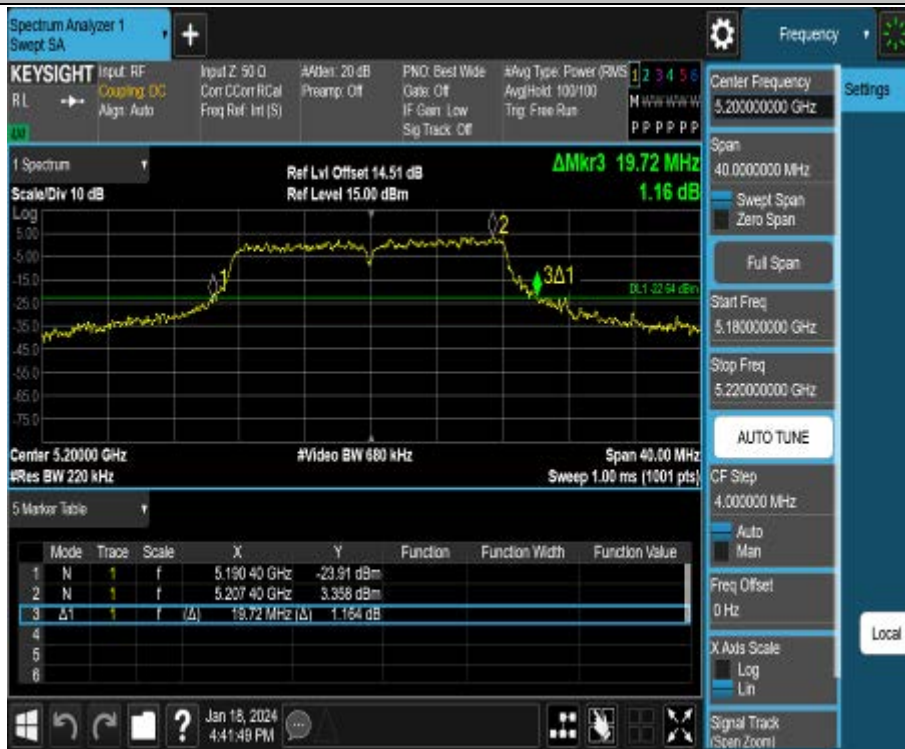 Spectrum Analyzer 1
Swept SA
+
Frequency
KEYSIGHT
RL
Input: RF
Coupling: DC
Align: Auto
Input Z: 50 Ω
Corr CCorr RCal
Freq Ref: Int (S)
#Atten: 20 dB
Preamp: Off
PNO: Best Wide
Gate: Off
IF Gain: Low
Sig Track: Off
#Avg Type: Power (RMS
Avg|Hold: 100/100
Trig: Free Run
1 2 3 4 5 6
M W W W W W
P P P P P P
1 Spectrum
Scale/Div 10 dB
Ref Lvl Offset 14.51 dB
Ref Level 15.00 dBm
ΔMkr3 19.72 MHz
1.16 dB
Log
5.00
-5.00
-15.0
-25.0
-35.0
-45.0
-55.0
-65.0
-75.0
1
2
3Δ1
DL1 -22.64 dBm
Center 5.20000 GHz
#Res BW 220 kHz
#Video BW 680 kHz
Span 40.00 MHz
Sweep 1.00 ms (1001 pts)
5 Marker Table
Mode Trace Scale X Y Function Function Width Function Value
1 N 1 f 5.190 40 GHz -23.91 dBm
2 N 1 f 5.207 40 GHz 3.358 dBm
3 Δ1 1 f (Δ) 19.72 MHz (Δ) 1.164 dB
4
5
6
?
Jan 18, 2024
4:41:49 PM
Center Frequency
5.200000000 GHz
Settings
Span
40.0000000 MHz
Swept Span
Zero Span
Full Span
Start Freq
5.180000000 GHz
Stop Freq
5.220000000 GHz
AUTO TUNE
CF Step
4.000000 MHz
Auto
Man
Freq Offset
0 Hz
X Axis Scale
Log
Lin
Local
Signal Track
(Span Zoom)